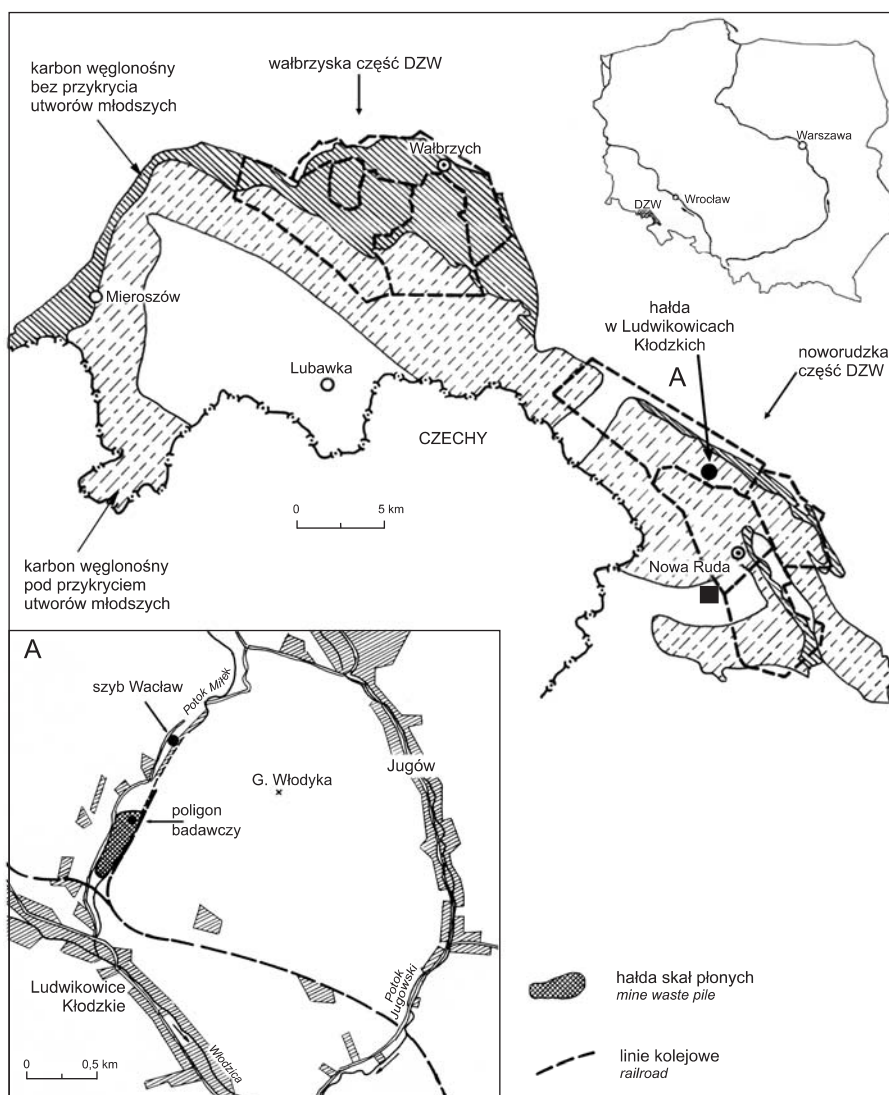 karbon węglonośny
bez przykrycia
utworów młodszych
wałbrzyska część DZW
Wałbrzych
Warszawa
Wrocław
DZW
Mieroszów
hałda
w Ludwikowicach
Kłodzkich
A
noworudzka
część DZW
Lubawka
CZECHY
0 5 km
karbon węglonośny
pod przykryciem
utworów młodszych
Nowa Ruda
A
szyb Wacław
Potok Miłek
Jugów
G. Włodyka
poligon
badawczy
Ludwikowice
Kłodzkie
Potok
Jugowski
Włodzica
0 0,5 km
hałda skał płonych
mine waste pile
linie kolejowe
railroad